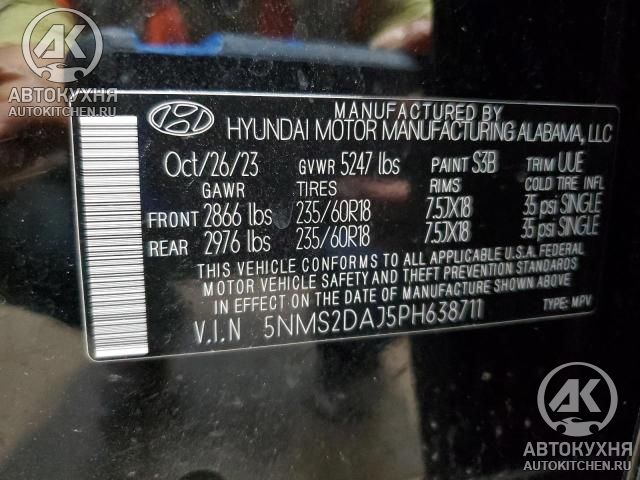 АК
АВТОКУХНЯ
AUTOKITCHEN.RU
MANUFACTURED BY
HYUNDAI MOTOR MANUFACTURING ALABAMA, LLC
Oct/26/23 GVWR 5247 lbs PAINT S3B TRIM UUE
GAWR TIRES RIMS COLD TIRE INFL
FRONT 2866 lbs 235/60R18 7.5JX18 35 psi SINGLE
REAR 2976 lbs 235/60R18 7.5JX18 35 psi SINGLE
THIS VEHICLE CONFORMS TO ALL APPLICABLE U.S.A. FEDERAL
MOTOR VEHICLE SAFETY AND THEFT PREVENTION STANDARDS
IN EFFECT ON THE DATE OF MANUFACTURE SHOWN ABOVE.
V.I.N 5NMS2DAJ5PH638711 TYPE: MPV
АК
АВТОКУХНЯ
AUTOKITCHEN.RU